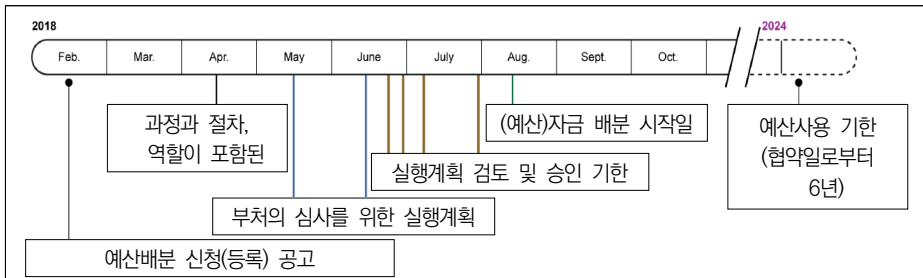 2018
2024
Feb.
Mar.
Apr.
May
June
July
Aug.
Sept.
Oct.
과정과 절차,
역할이 포함된
(예산)자금 배분 시작일
예산사용 기한
(협약일로부터
6년)
실행계획 검토 및 승인 기한
부처의 심사를 위한 실행계획
예산배분 신청(등록) 공고